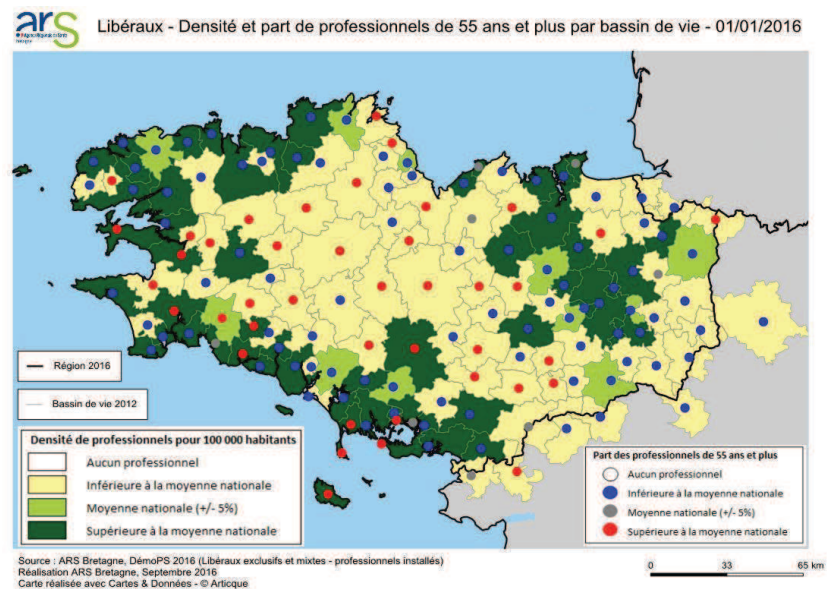 ars
Libéraux - Densité et part de professionnels de 55 ans et plus par bassin de vie - 01/01/2016
Région 2016
Bassin de vie 2012
Densité de professionnels pour 100 000 habitants
Aucun professionnel
Inférieure à la moyenne nationale
Moyenne nationale (+/- 5%)
Supérieure à la moyenne nationale
Part des professionnels de 55 ans et plus
Aucun professionnel
Inférieure à la moyenne nationale
Moyenne nationale (+/- 5%)
Supérieure à la moyenne nationale
Source : ARS Bretagne, DémoPS 2016 (Libéraux exclusifs et mixtes - professionnels installés)
Réalisation ARS Bretagne, Septembre 2016
Carte réalisée avec Cartes & Données - © Articque
0 33 65 km